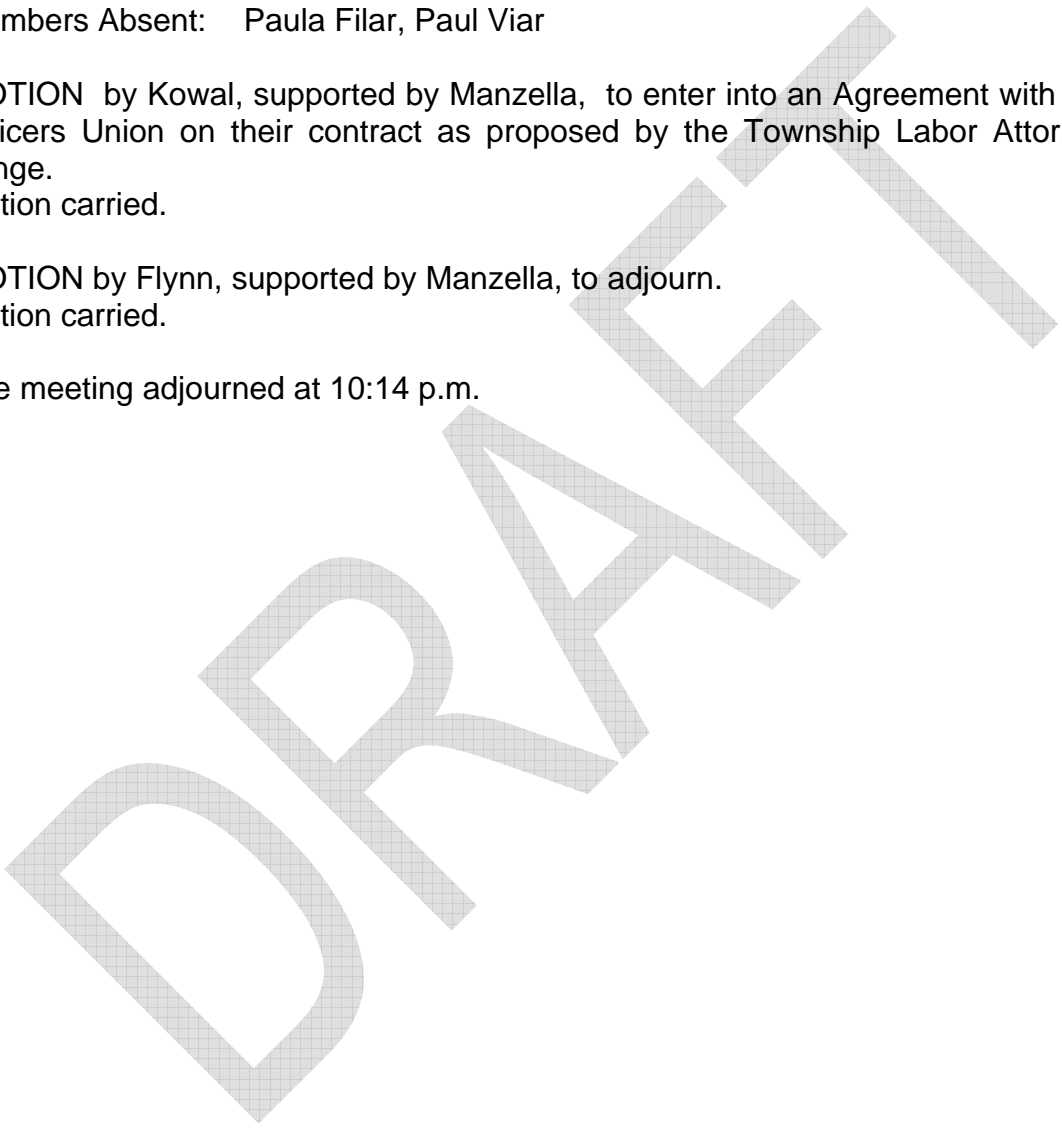 mbers Absent: Paula Filar, Paul Viar
OTION by Kowal, supported by Manzella, to enter into an Agreement with
icers Union on their contract as proposed by the Township Labor Attor
nge.
tion carried.
OTION by Flynn, supported by Manzella, to adjourn.
tion carried.
e meeting adjourned at 10:14 p.m.
DRAFT